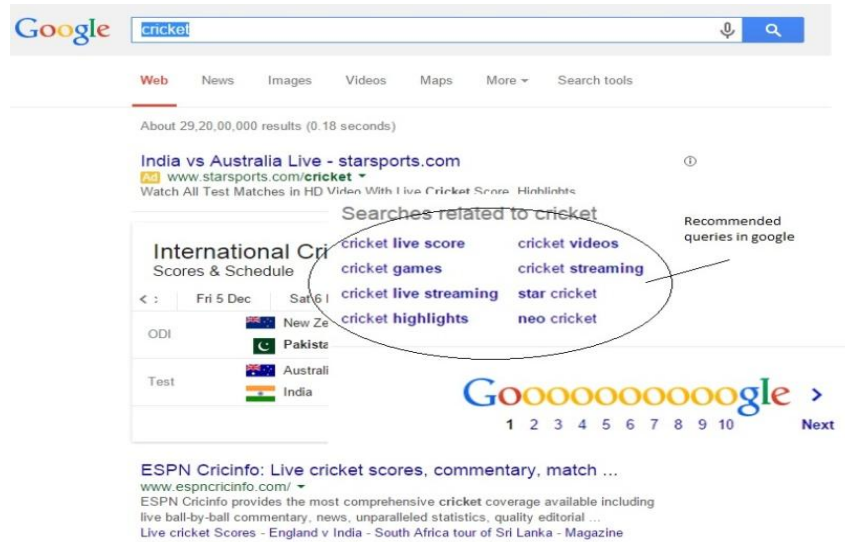 Google cricket
Web News Images Videos Maps More Search tools
About 29,20,00,000 results (0.18 seconds)
India vs Australia Live - starsports.com
Ad www.starsports.com/cricket
Watch All Test Matches in HD Video With Live Cricket Score, Highlights
Searches related to cricket
cricket live score cricket videos
cricket games cricket streaming
cricket live streaming star cricket
cricket highlights neo cricket
Recommended
queries in google
International Cri
Scores & Schedule
< : Fri 5 Dec Sat 6
ODI
New Ze
Pakista
Test
Australi
India
Goooooooooogle >
1 2 3 4 5 6 7 8 9 10 Next
ESPN Cricinfo: Live cricket scores, commentary, match ...
www.espncricinfo.com/
ESPN Cricinfo provides the most comprehensive cricket coverage available including
live ball-by-ball commentary, news, unparalleled statistics, quality editorial ...
Live cricket Scores - England v India - South Africa tour of Sri Lanka - Magazine